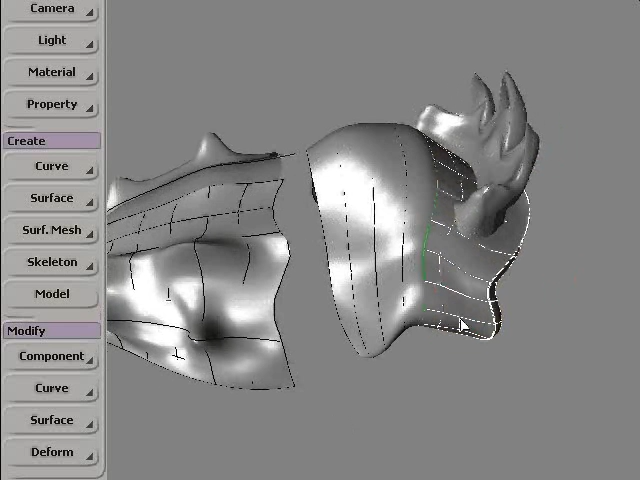 Camera
Light
Material
Property
Create
Curve
Surface
Surf. Mesh
Skeleton
Model
Modify
Component
Curve
Surface
Deform